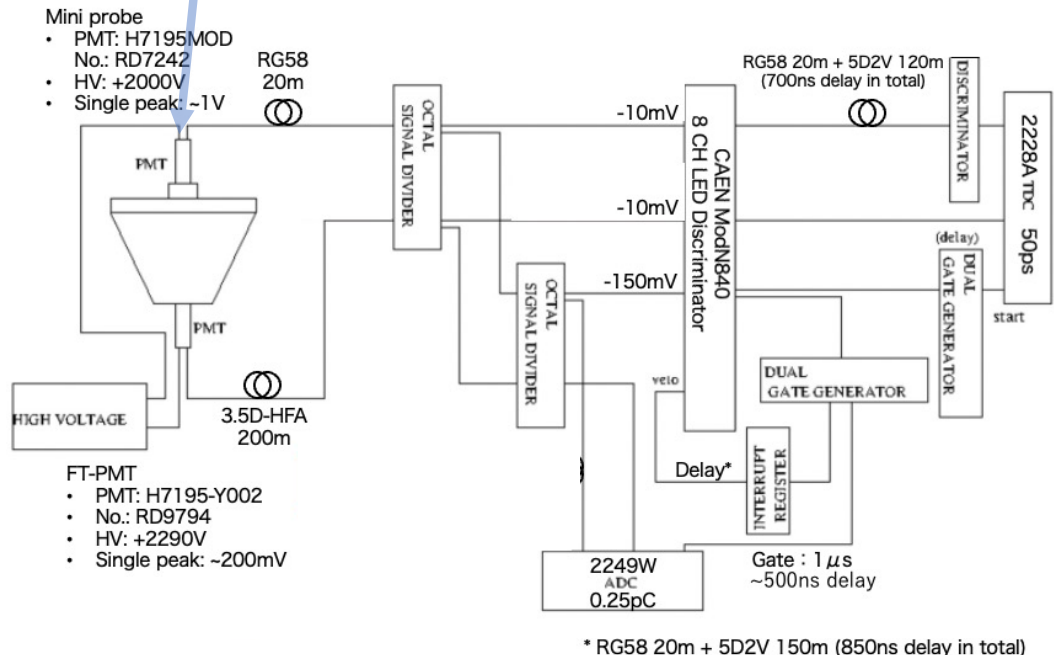 Mini probe
• PMT: H7195MOD
No.: RD7242
• HV: +2000V
• Single peak: ~1V
RG58
20m
RG58 20m + 5D2V 120m
(700ns delay in total)
PMT
OCTAL
SIGNAL DIVIDER
-10mV
-10mV
-150mV
CAEN ModN840
8 CH LED Discriminator
DISCRIMINATOR
2228A TDC 50ps
(delay)
DUAL
GATE GENERATOR
start
PMT
OCTAL
SIGNAL DIVIDER
HIGH VOLTAGE
3.5D-HFA
200m
veto
DUAL
GATE GENERATOR
Delay*
INTERRUPT
REGISTER
FT-PMT
• PMT: H7195-Y002
• No.: RD9794
• HV: +2290V
• Single peak: ~200mV
2249W
ADC
0.25pC
Gate : 1μs
~500ns delay
* RG58 20m + 5D2V 150m (850ns delay in total)